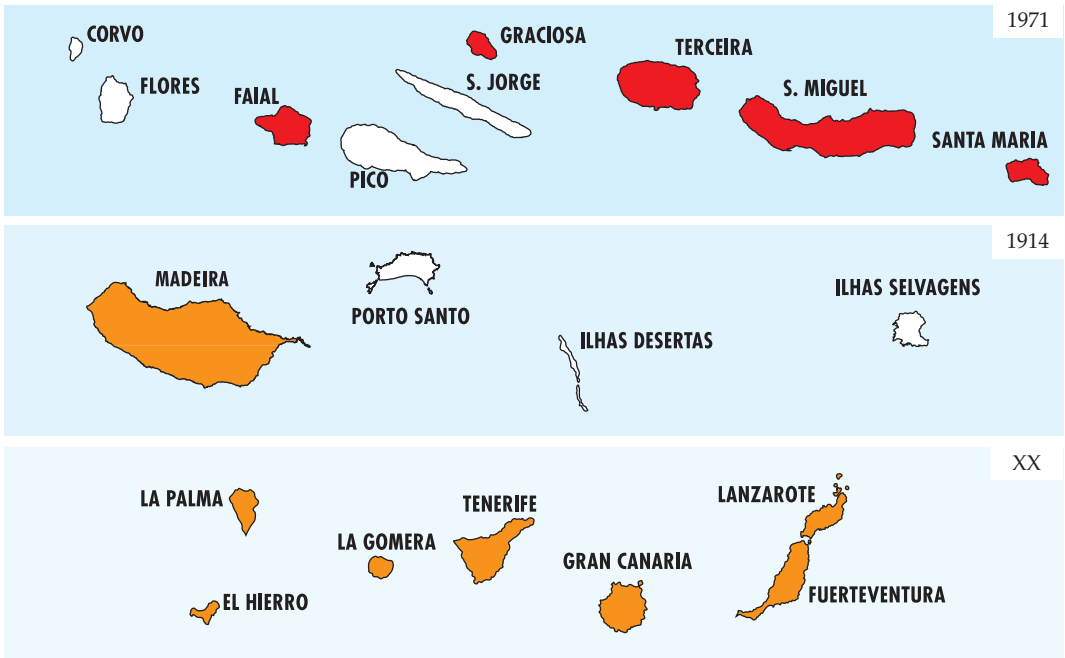 1971
CORVO
GRACIOSA
TERCEIRA
FLORES
S. JORGE
S. MIGUEL
FAIAL
SANTA MARIA
PICO
1914
MADEIRA
PORTO SANTO
ILHAS SELVAGENS
ILHAS DESERTAS
XX
LA PALMA
TENERIFE
LANZAROTE
LA GOMERA
GRAN CANARIA
EL HIERRO
FUERTEVENTURA